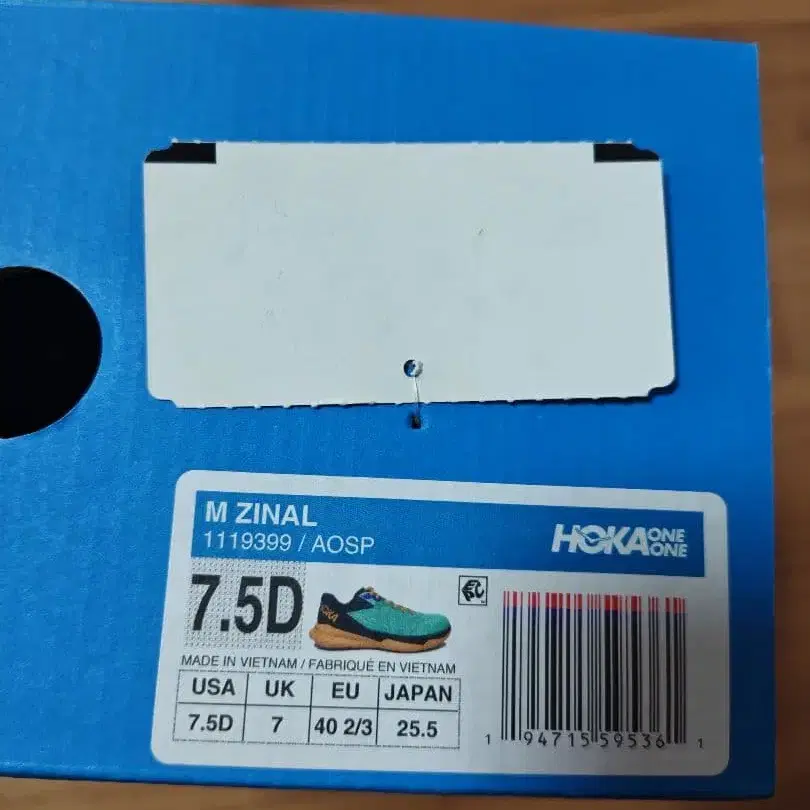 M ZINAL
1119399 / AOSP
HOKA ONE ONE
7.5D
HOKA
MADE IN VIETNAM / FABRIQUÉ EN VIETNAM
USA UK EU JAPAN
7.5D 7 40 2/3 25.5
1 94715 59536 1